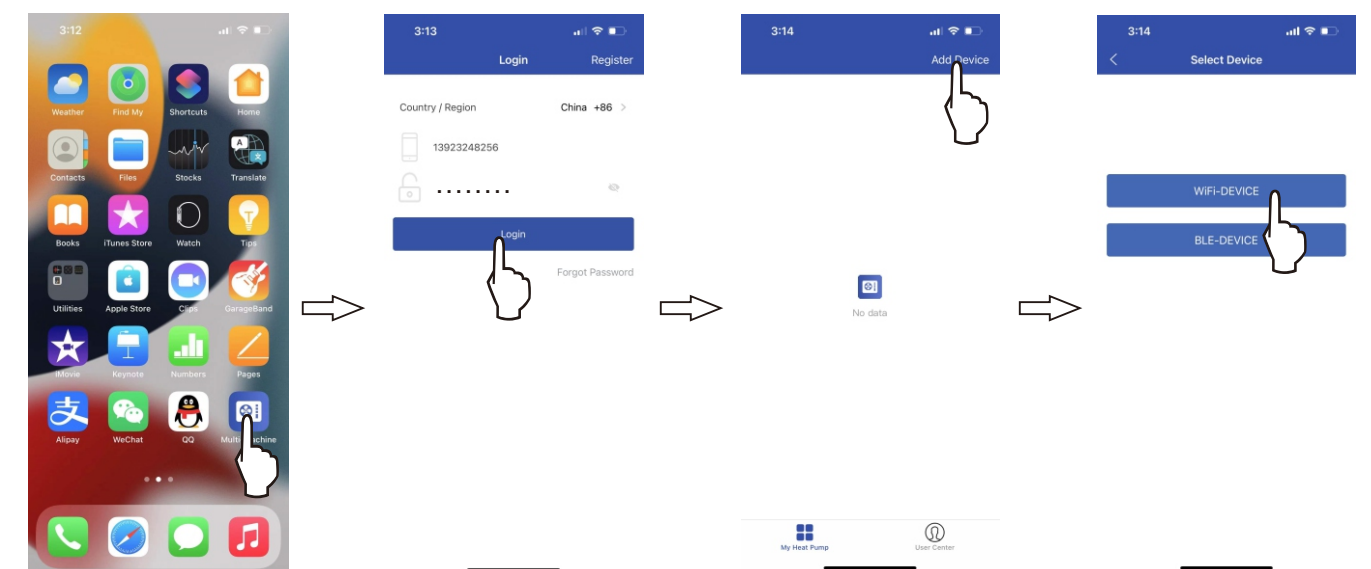 3:12
Weather Find My Shortcuts Home
Contacts Files Stocks Translate
Books iTunes Store Watch Tips
Utilities Apple Store Clips GarageBand
iMovie Keynote Numbers Pages
支
Alipay WeChat QQ Multi Machine
3:13
Login Register
Country / Region China +86 >
13923248256
........
Login
Forgot Password
3:14
Add Device
No data
My Heat Pump User Center
3:14
< Select Device
WiFi-DEVICE
BLE-DEVICE